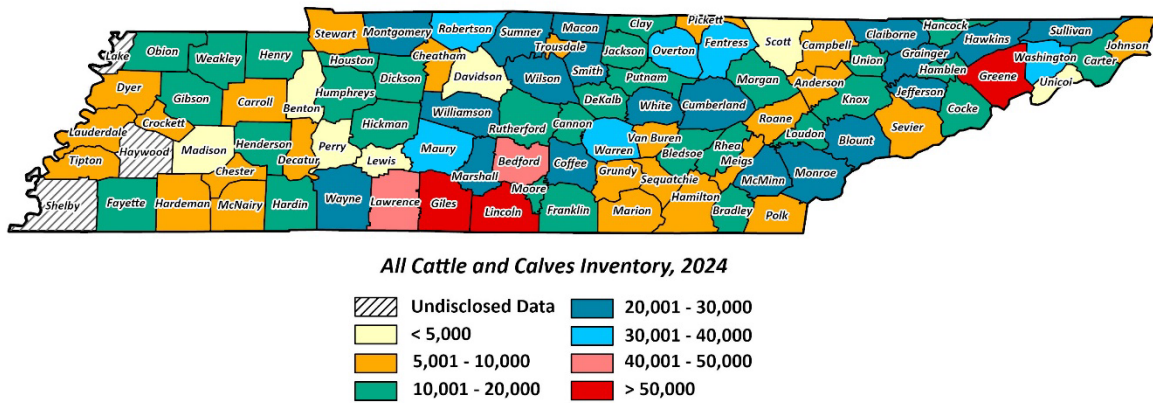 Lake
Obion
Weakley
Henry
Stewart
Montgomery
Robertson
Sumner
Macon
Trousdale
Clay
Pickett
Jackson
Overton
Fentress
Scott
Campbell
Claiborne
Hancock
Hawkins
Sullivan
Johnson
Washington
Carter
Unicoi
Greene
Grainger
Hamblen
Union
Jefferson
Cocke
Dyer
Gibson
Carroll
Benton
Houston
Humphreys
Dickson
Cheatham
Davidson
Wilson
Smith
Putnam
DeKalb
White
Cumberland
Morgan
Anderson
Knox
Roane
Loudon
Blount
Sevier
Lauderdale
Crockett
Tipton
Haywood
Madison
Henderson
Chester
Decatur
Perry
Hickman
Lewis
Williamson
Maury
Rutherford
Cannon
Marshall
Bedford
Coffee
Warren
Van Buren
Bledsoe
Rhea
Meigs
McMinn
Monroe
Shelby
Fayette
Hardeman
McNairy
Hardin
Wayne
Lawrence
Giles
Lincoln
Moore
Franklin
Grundy
Sequatchie
Marion
Hamilton
Bradley
Polk
All Cattle and Calves Inventory, 2024
Undisclosed Data
< 5,000
5,001 - 10,000
10,001 - 20,000
20,001 - 30,000
30,001 - 40,000
40,001 - 50,000
> 50,000